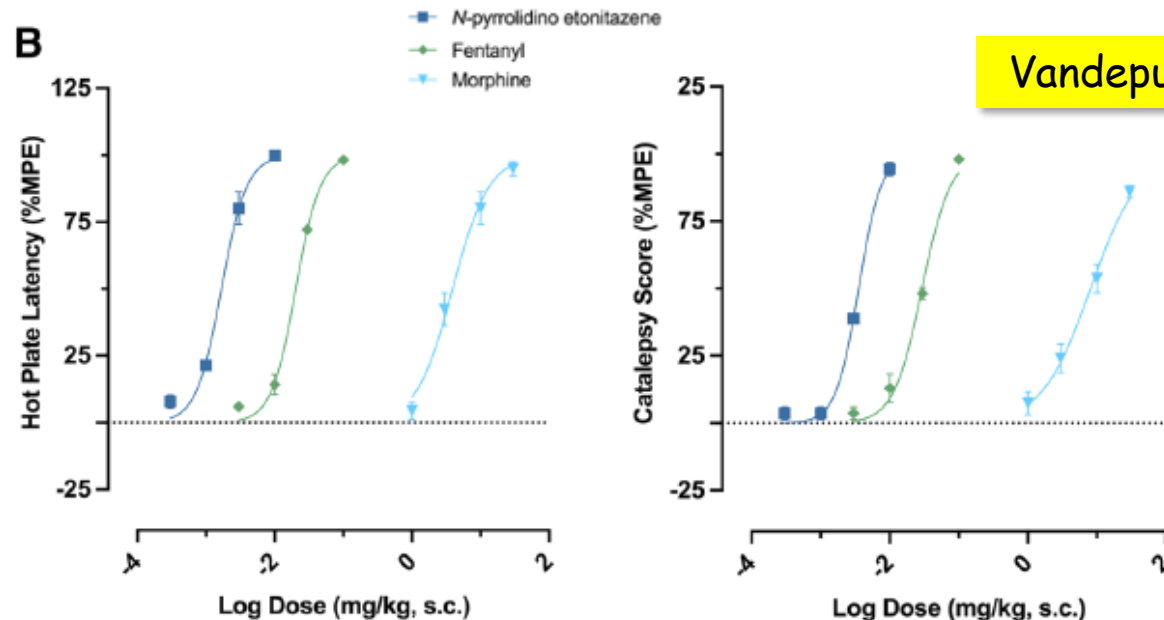 B
N-pyrrolidino etonitazene
Fentanyl
Morphine
Hot Plate Latency (%MPE)
125
75
25
-25
-4
-2
0
2
Log Dose (mg/kg, s.c.)
Catalepsy Score (%MPE)
25
75
25
-25
-4
-2
0
2
Log Dose (mg/kg, s.c.)